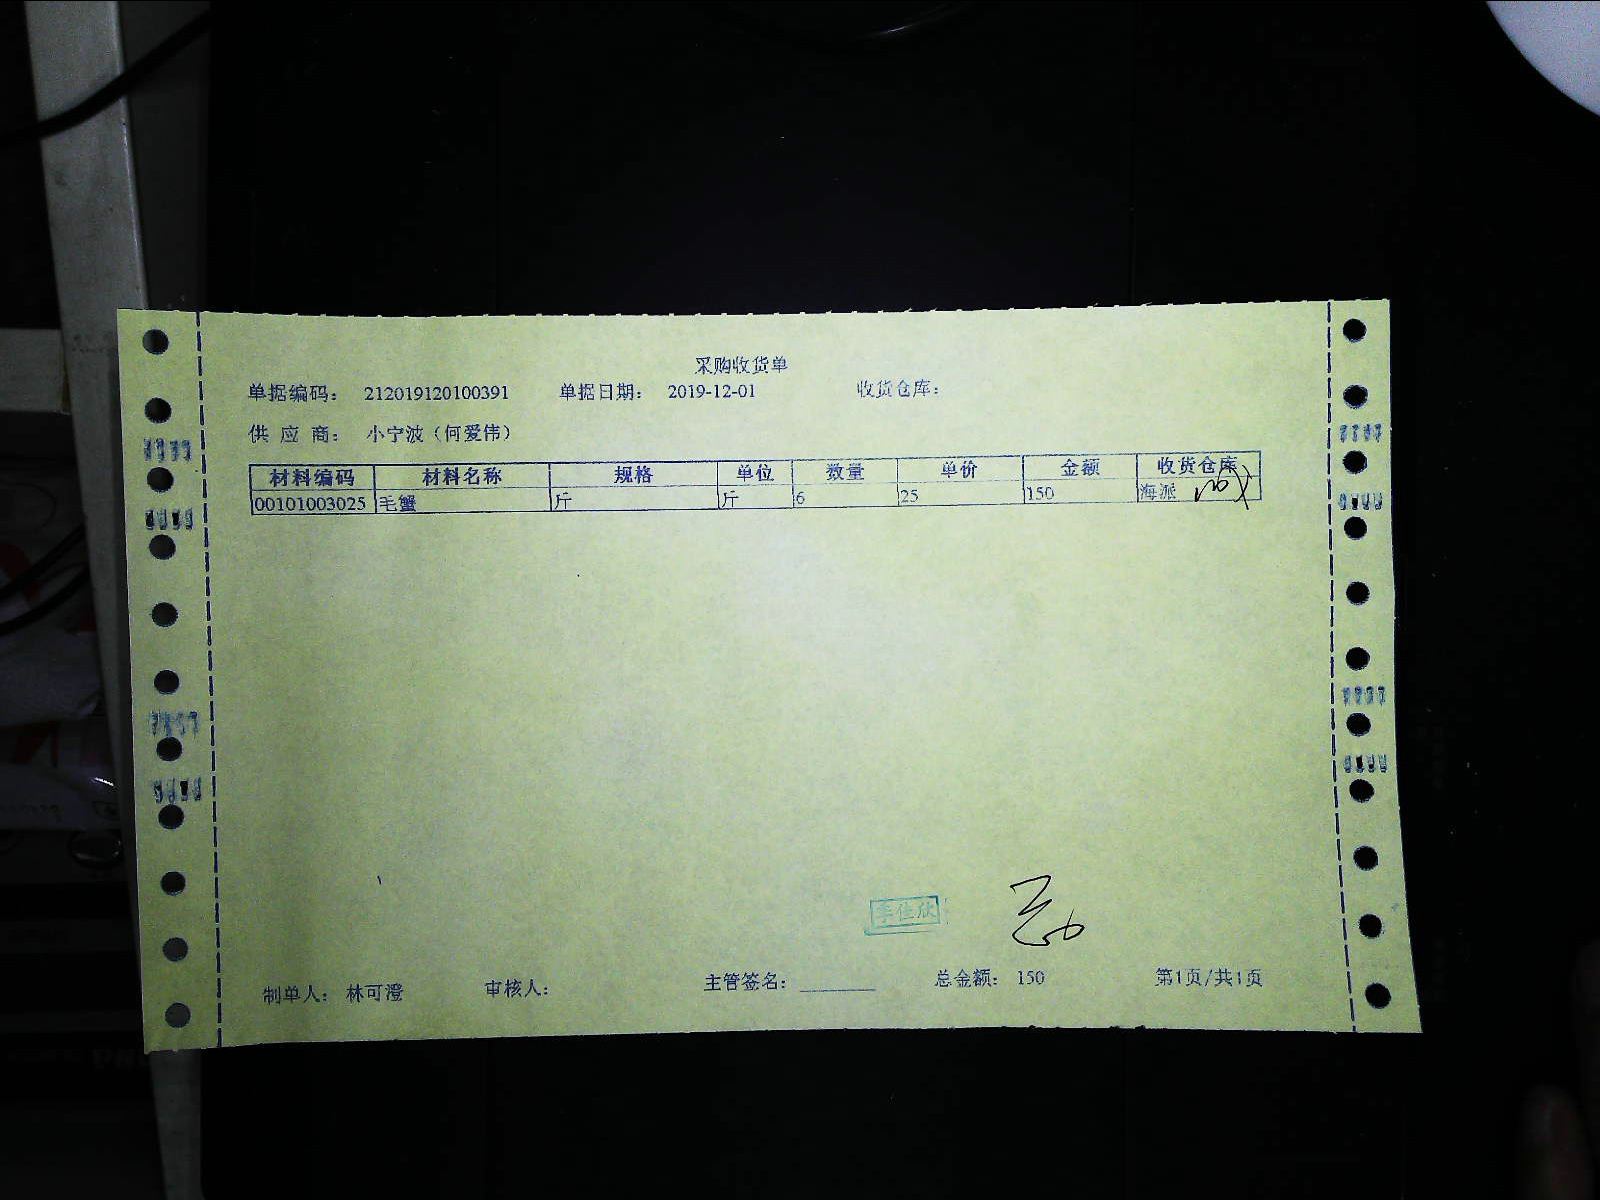 采购收货单
单据编码： 212019120100391 单据日期： 2019-12-01 收货仓库：
供 应 商： 小宁波（何爱伟）
材料编码 材料名称 规格 单位 数量 单价 金额 收货仓库
00101003025 毛蟹 斤 斤 6 25 150 海派
李佳欣
制单人： 林可澄 审核人： 主管签名： ________ 总金额： 150 第1页/共1页